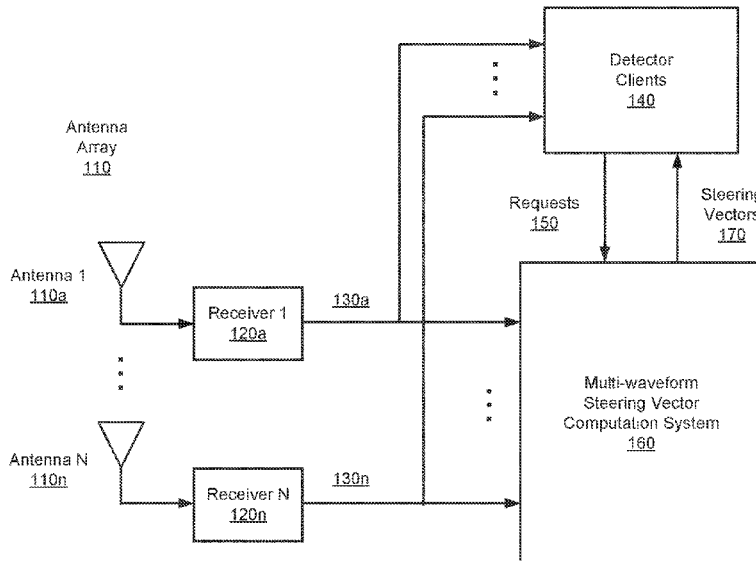 Detector
Clients
140
Antenna
Array
110
Requests
150
Steering
Vectors
170
Antenna 1
110a
Receiver 1
120a
130a
Multi-waveform
Steering Vector
Computation System
160
Antenna N
110n
Receiver N
120n
130n